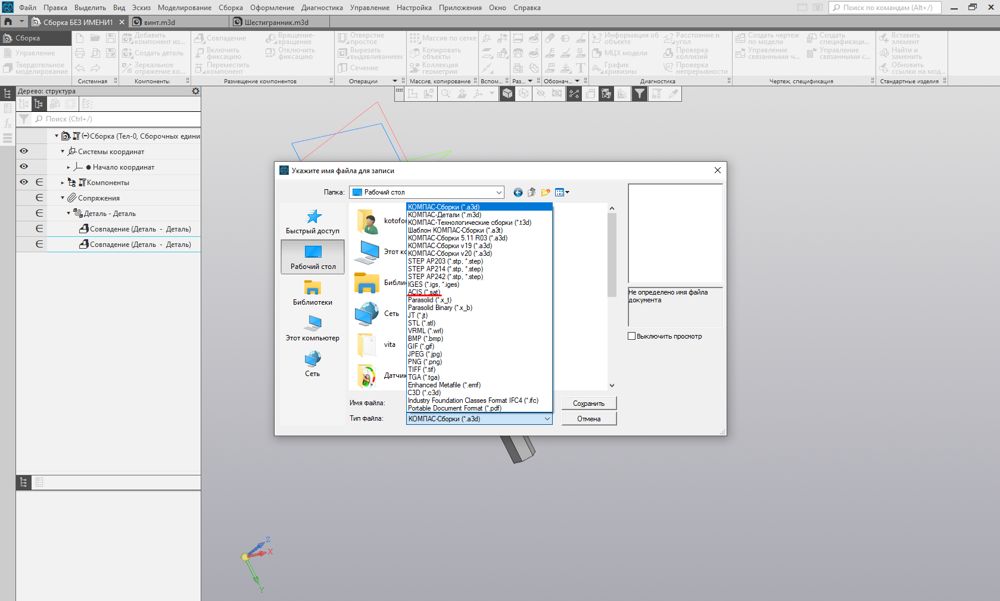 Файл Правка Выделить Вид Эскиз Моделирование Сборка Оформление Диагностика Управление Настройка Приложения Окно Справка
Поиск по командам (Alt+/)
Сборка БЕЗ ИМЕНИ1
винт.m3d
Шестигранник.m3d
Сборка
Управление
Твердотельное
моделирование
Системная
Добавить
компонент из...
Создать деталь
Зеркальное
отражение ко...
Компоненты
Совпадение
Включить
фиксацию
Переместить
компонент
Вращение-
вращение
Отключить
фиксацию
Размещение компонентов
Отверстие
простое
Вырезать
выдавливанием
Сечение
Операции
Массив по сетке
Копировать
объекты
Коллекция
геометрии
Массив, копирование
Вспом...
Раз...
Обознач...
Информация об
объекте
МЦХ модели
График
кривизны
Расстояние и
угол
Проверка
коллизий
Проверка
непрерывности
Диагностика
Создать чертеж
по модели
Управление
связанными ч...
Создать
спецификаци...
Управление
связанными с...
Чертеж, спецификация
Вставить
элемент
Найти и
заменить
Обновить
ссылки на мод...
Стандартные изделия
Дерево: структура
Поиск (Ctrl+/)
(-)Сборка (Тел-0, Сборочных едини
Системы координат
Начало координат
Компоненты
Сопряжения
Деталь - Деталь
Совпадение (Деталь - Деталь)
Совпадение (Деталь - Деталь)
Укажите имя файла для записи
Папка:
Рабочий стол
Быстрый доступ
Рабочий стол
Библиотеки
Этот компьютер
Сеть
kotofor
Этот ко
Библи
Сеть
vita
Датчик
КОМПАС-Сборки (*.a3d)
КОМПАС-Детали (*.m3d)
КОМПАС-Технологические сборки (*.t3d)
Шаблон КОМПАС-Сборки (*.a3t)
КОМПАС-Сборки 5.11 R03 (*.a3d)
КОМПАС-Сборки v19 (*.a3d)
КОМПАС-Сборки v20 (*.a3d)
STEP AP203 (*.stp, *.step)
STEP AP214 (*.stp, *.step)
STEP AP242 (*.stp, *.step)
IGES (*.igs, *.iges)
ACIS (*.sat)
Parasolid (*.x_t)
Parasolid Binary (*.x_b)
JT (*.jt)
STL (*.stl)
VRML (*.wrl)
BMP (*.bmp)
GIF (*.gif)
JPEG (*.jpg)
PNG (*.png)
TIFF (*.tif)
TGA (*.tga)
Enhanced Metafile (*.emf)
C3D (*.c3d)
Industry Foundation Classes Format IFC4 (*.ifc)
Portable Document Format (*.pdf)
Имя файла:
Тип файла:
КОМПАС-Сборки (*.a3d)
Сохранить
Отмена
Не определено имя файла
документа
Выключить просмотр
Z
X
Y